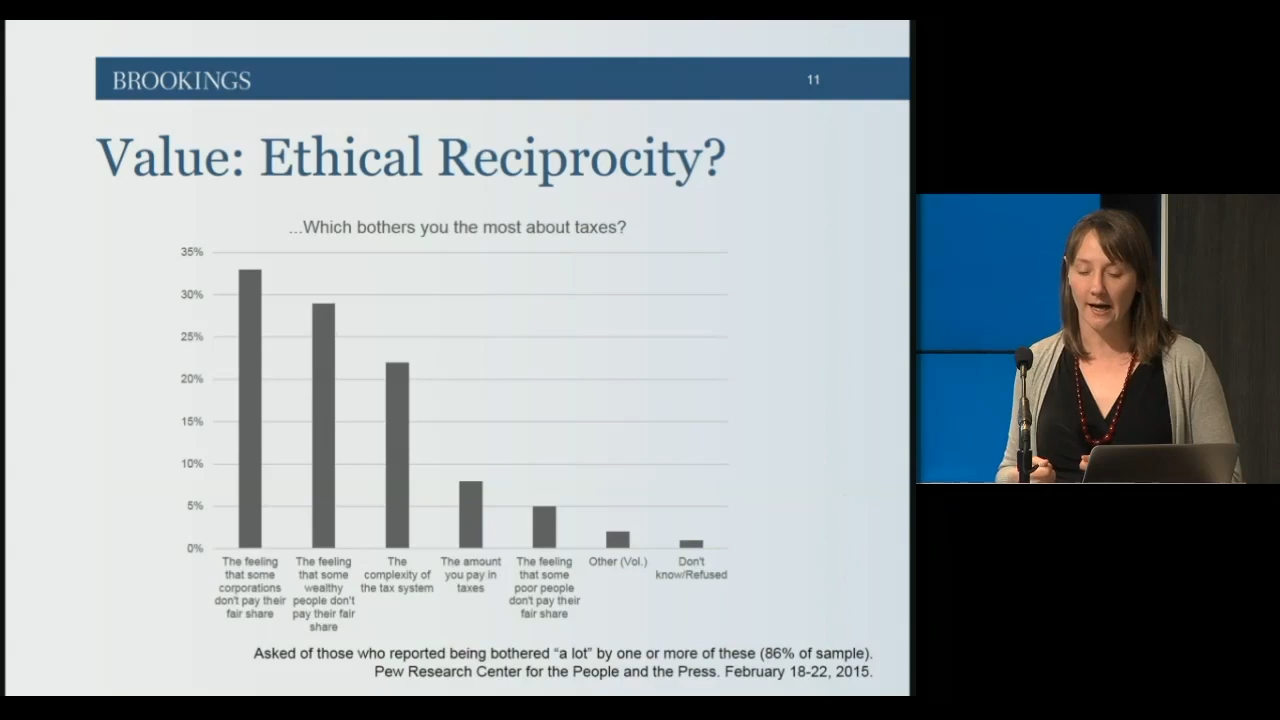 BROOKINGS
11
Value: Ethical Reciprocity?
...Which bothers you the most about taxes?
35%
30%
25%
20%
15%
10%
5%
0%
The feeling
that some
corporations
don't pay their
fair share
The feeling
that some
wealthy
people don't
pay their fair
share
The
complexity of
the tax system
The amount
you pay in
taxes
The feeling
that some
poor people
don't pay their
fair share
Other (Vol.)
Don't
know/Refused
Asked of those who reported being bothered “a lot” by one or more of these (86% of sample).
Pew Research Center for the People and the Press. February 18-22, 2015.